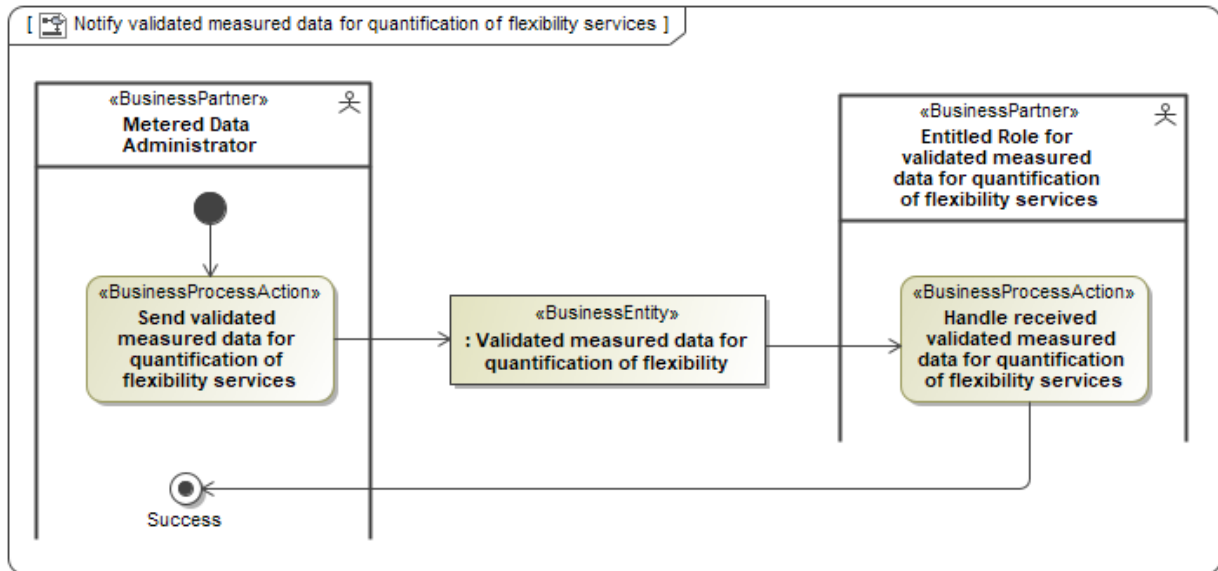 [ Notify validated measured data for quantification of flexibility services ]
«BusinessPartner»
Metered Data
Administrator
«BusinessPartner»
Entitled Role for
validated measured
data for quantification
of flexibility services
«BusinessProcessAction»
Send validated
measured data for
quantification of
flexibility services
«BusinessEntity»
: Validated measured data for
quantification of flexibility
«BusinessProcessAction»
Handle received
validated measured
data for quantification
of flexibility services
Success